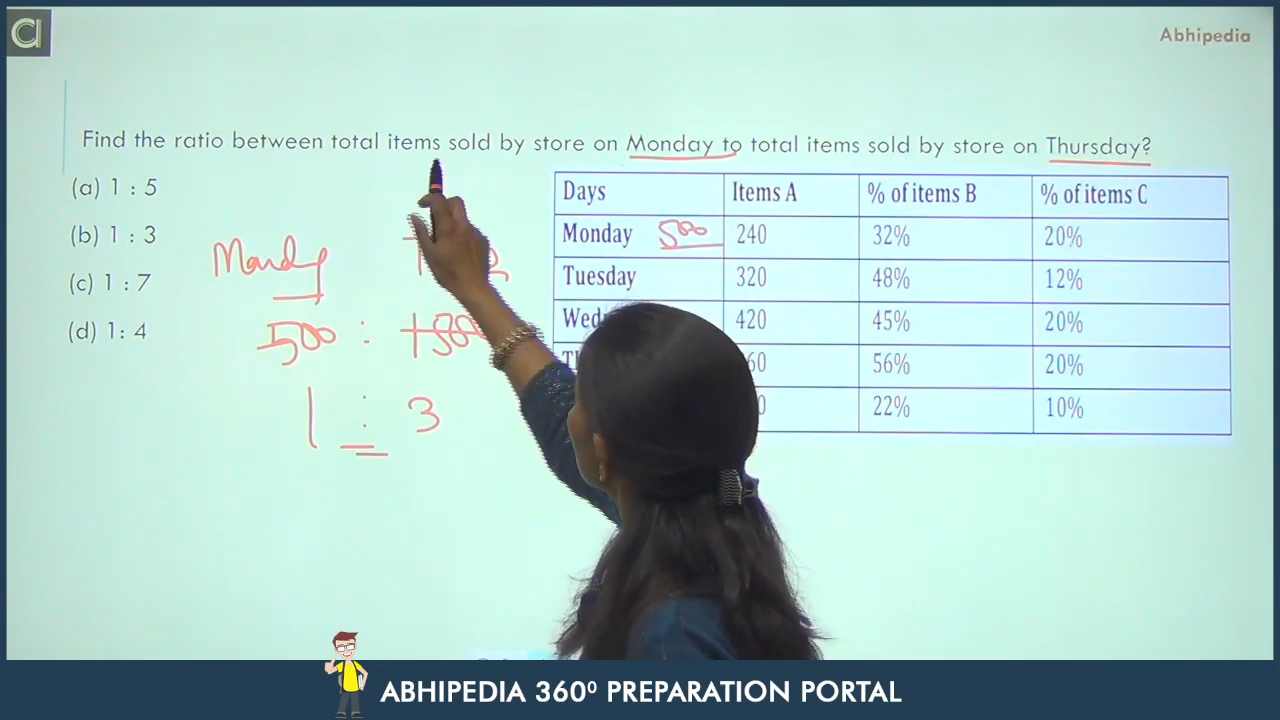 Abhipedia
Find the ratio between total items sold by store on Monday to total items sold by store on Thursday?
(a) 1 : 5
(b) 1 : 3
(c) 1 : 7
(d) 1: 4
Monday
500 :
1 : 3
Days Items A % of items B % of items C
Monday 500 240 32% 20%
Tuesday 320 48% 12%
420 45% 20%
56% 20%
22% 10%
ABHIPEDIA 360⁰ PREPARATION PORTAL